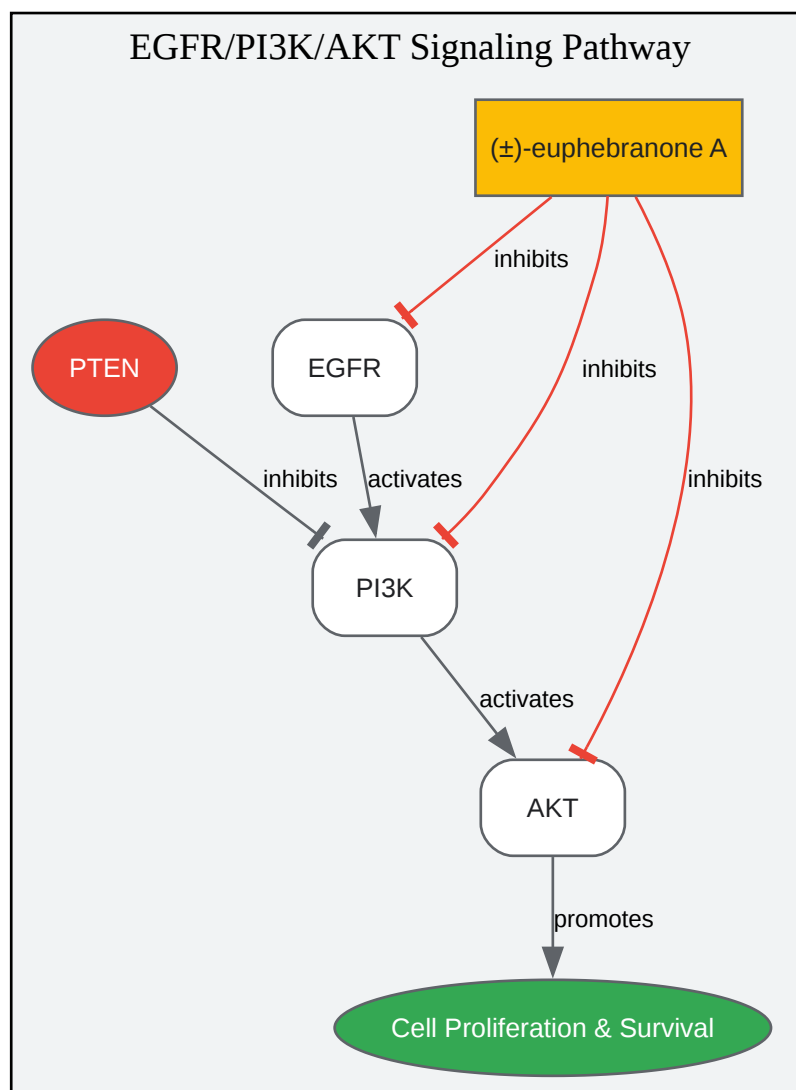 EGFR/PI3K/AKT Signaling Pathway
(±)-euphebranone A
inhibits
PTEN
EGFR
inhibits
inhibits
activates
inhibits
PI3K
activates
AKT
promotes
Cell Proliferation & Survival